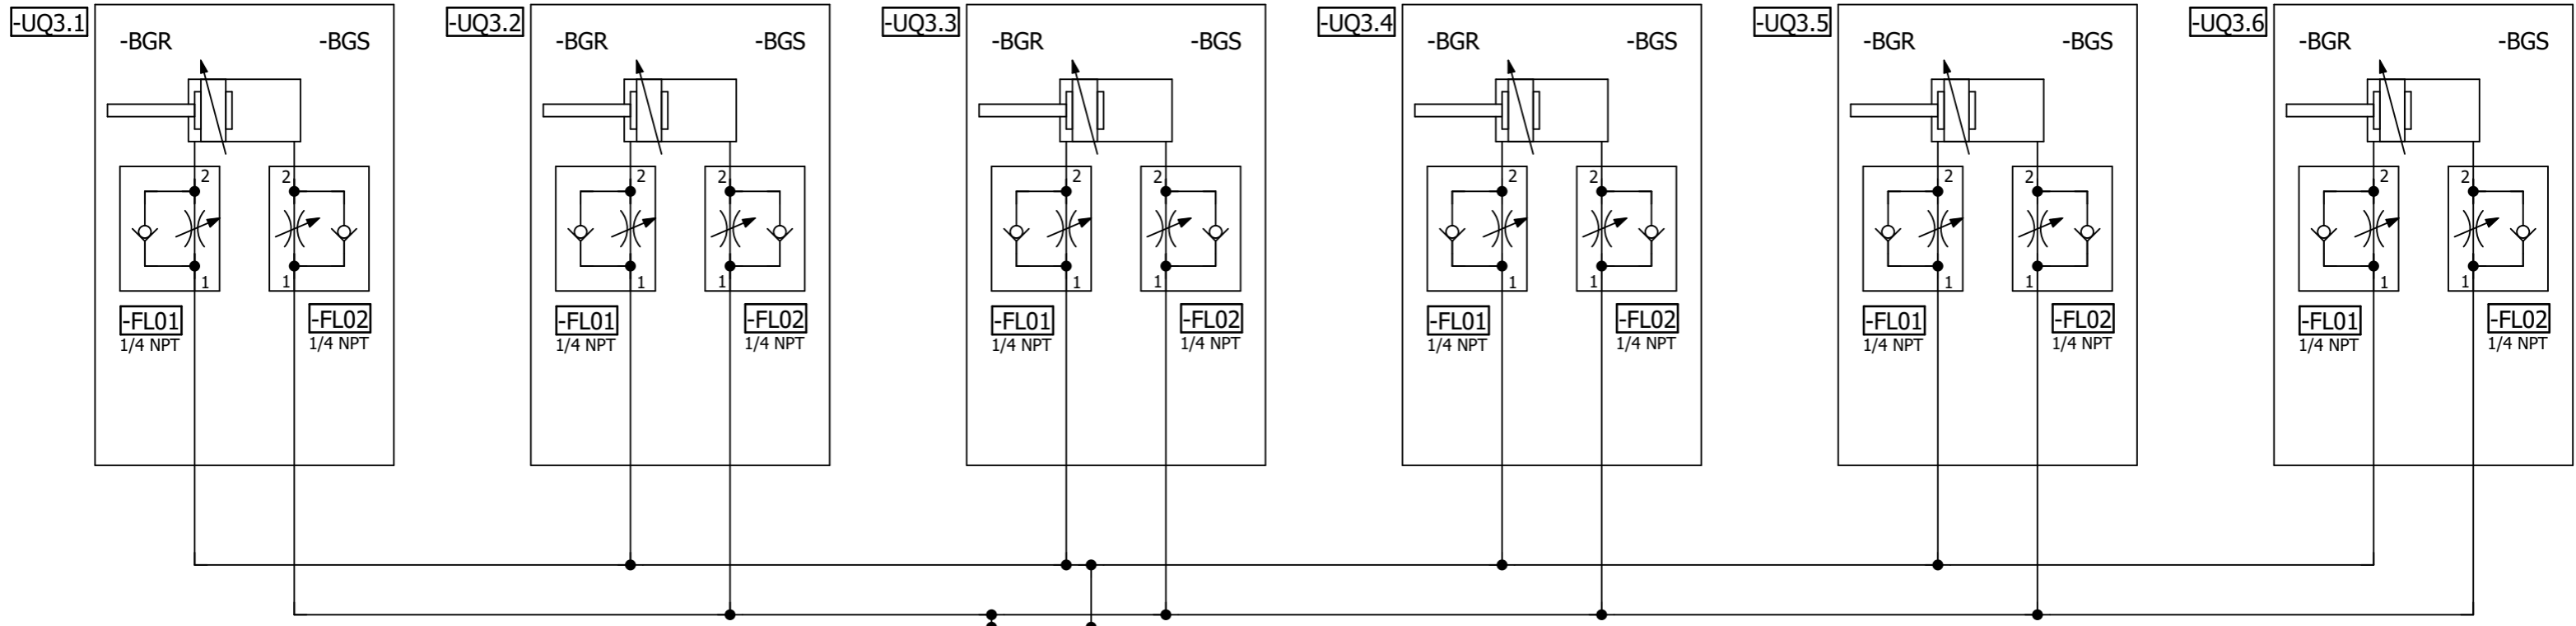 -UQ3.1
-BGR -BGS
-UQ3.2
-BGR -BGS
-UQ3.3
-BGR -BGS
-UQ3.4
-BGR -BGS
-UQ3.5
-BGR -BGS
-UQ3.6
-BGR -BGS
2 2 2 2 2 2 2 2 2 2 2 2
1 1 1 1 1 1 1 1 1 1 1 1
-FL01 -FL02 -FL01 -FL02 -FL01 -FL02 -FL01 -FL02 -FL01 -FL02 -FL01 -FL02
1/4 NPT 1/4 NPT 1/4 NPT 1/4 NPT 1/4 NPT 1/4 NPT 1/4 NPT 1/4 NPT 1/4 NPT 1/4 NPT 1/4 NPT 1/4 NPT